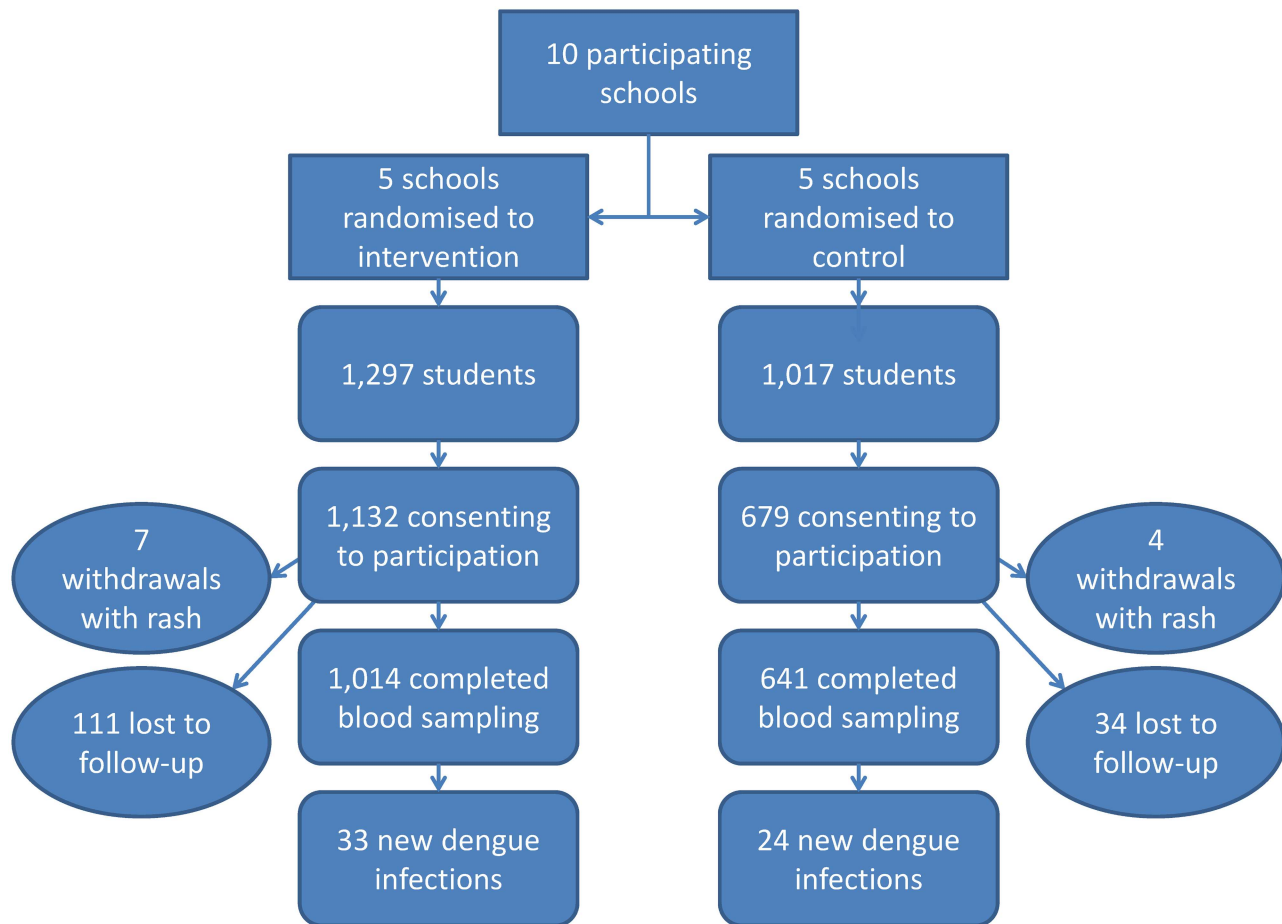 10 participating
schools
5 schools
randomised to
intervention
5 schools
randomised to
control
1,297 students
1,017 students
1,132 consenting
to participation
679 consenting to
participation
7
withdrawals
with rash
4
withdrawals
with rash
1,014 completed
blood sampling
641 completed
blood sampling
111 lost to
follow-up
34 lost to
follow-up
33 new dengue
infections
24 new dengue
infections